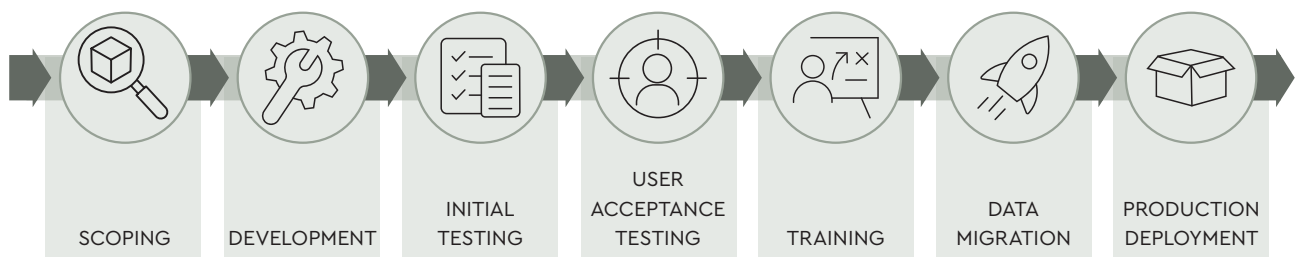 SCOPING
DEVELOPMENT
INITIAL
TESTING
USER
ACCEPTANCE
TESTING
TRAINING
DATA
MIGRATION
PRODUCTION
DEPLOYMENT